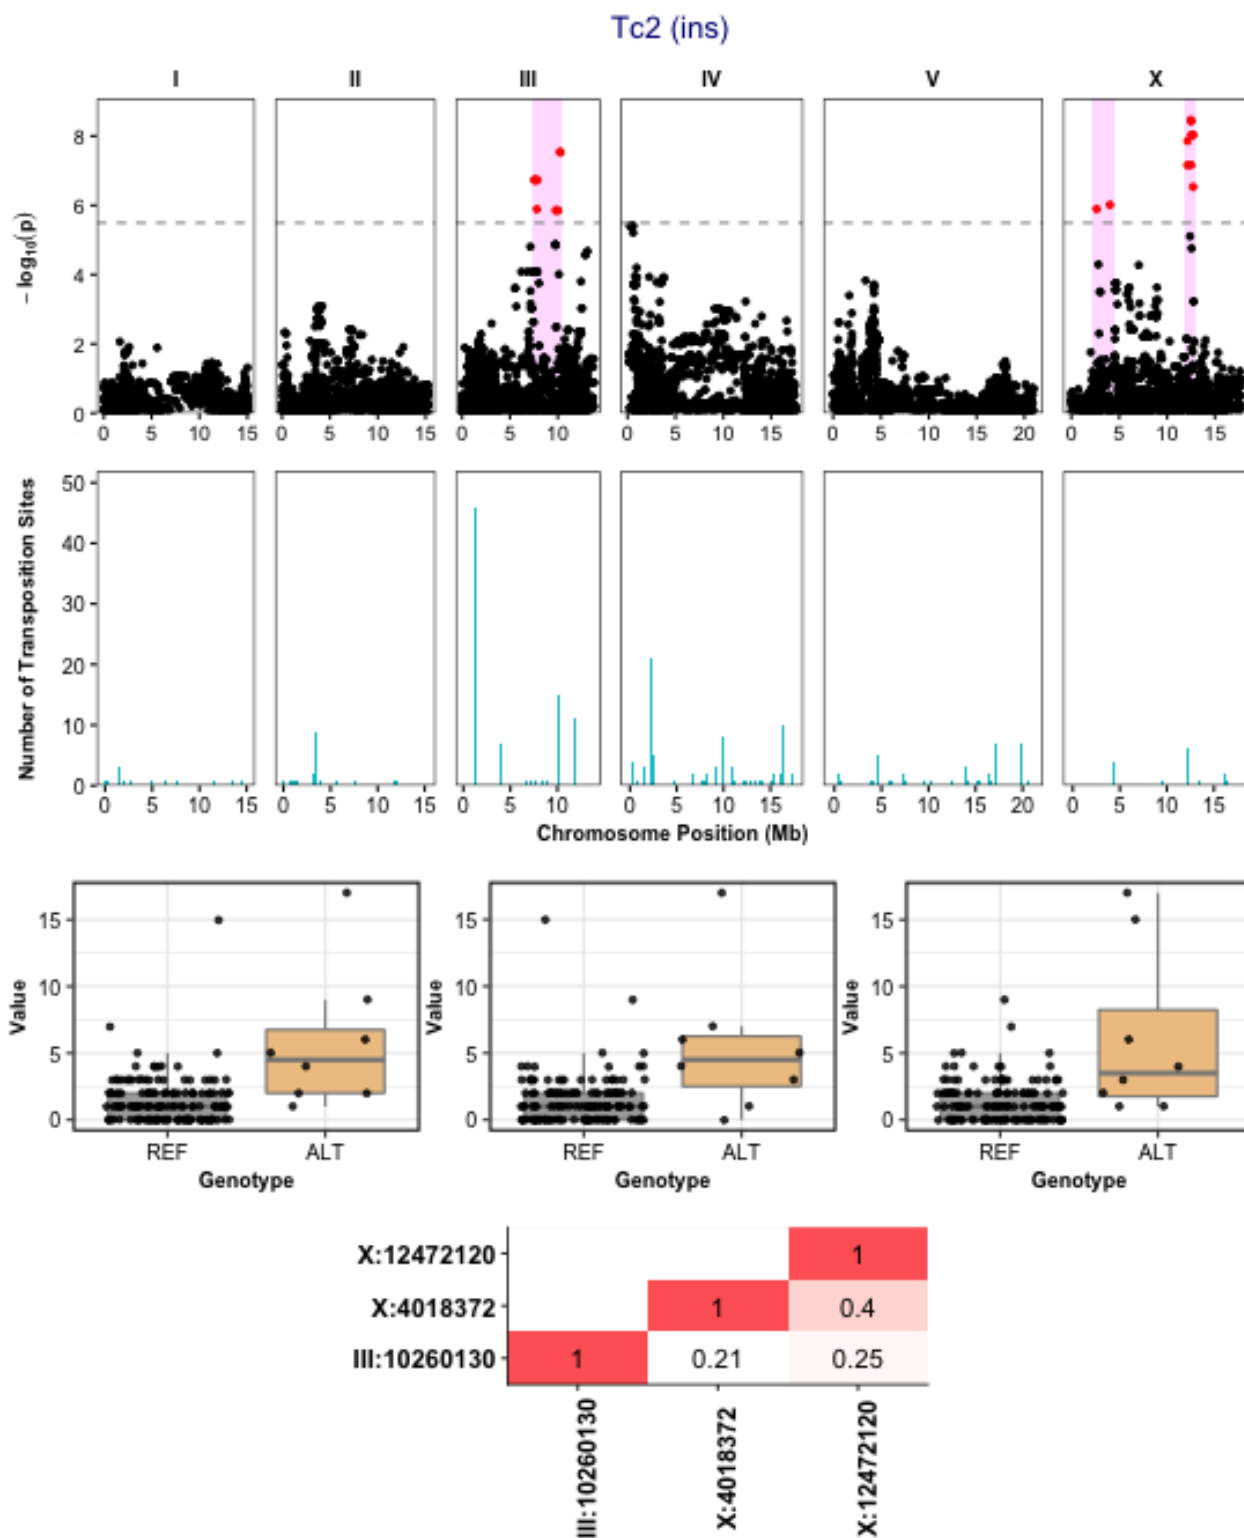 Tc2 (ins)
I II III IV V X
8
6
4
2
0
− log10(p)
0 5 10 15 0 5 10 15 0 5 10 0 5 10 15 0 5 10 15 20 0 5 10 15
50
40
30
20
10
0
Number of Transposition Sites
0 5 10 15 0 5 10 15 0 5 10 0 5 10 15 0 5 10 15 20 0 5 10 15
Chromosome Position (Mb)
15 15 15
10 10 10
5 5 5
0 0 0
Value Value Value
REF ALT REF ALT REF ALT
Genotype Genotype Genotype
X:12472120 1
X:4018372 1 0.4
III:10260130 1 0.21 0.25
III:10260130
X:4018372
X:12472120